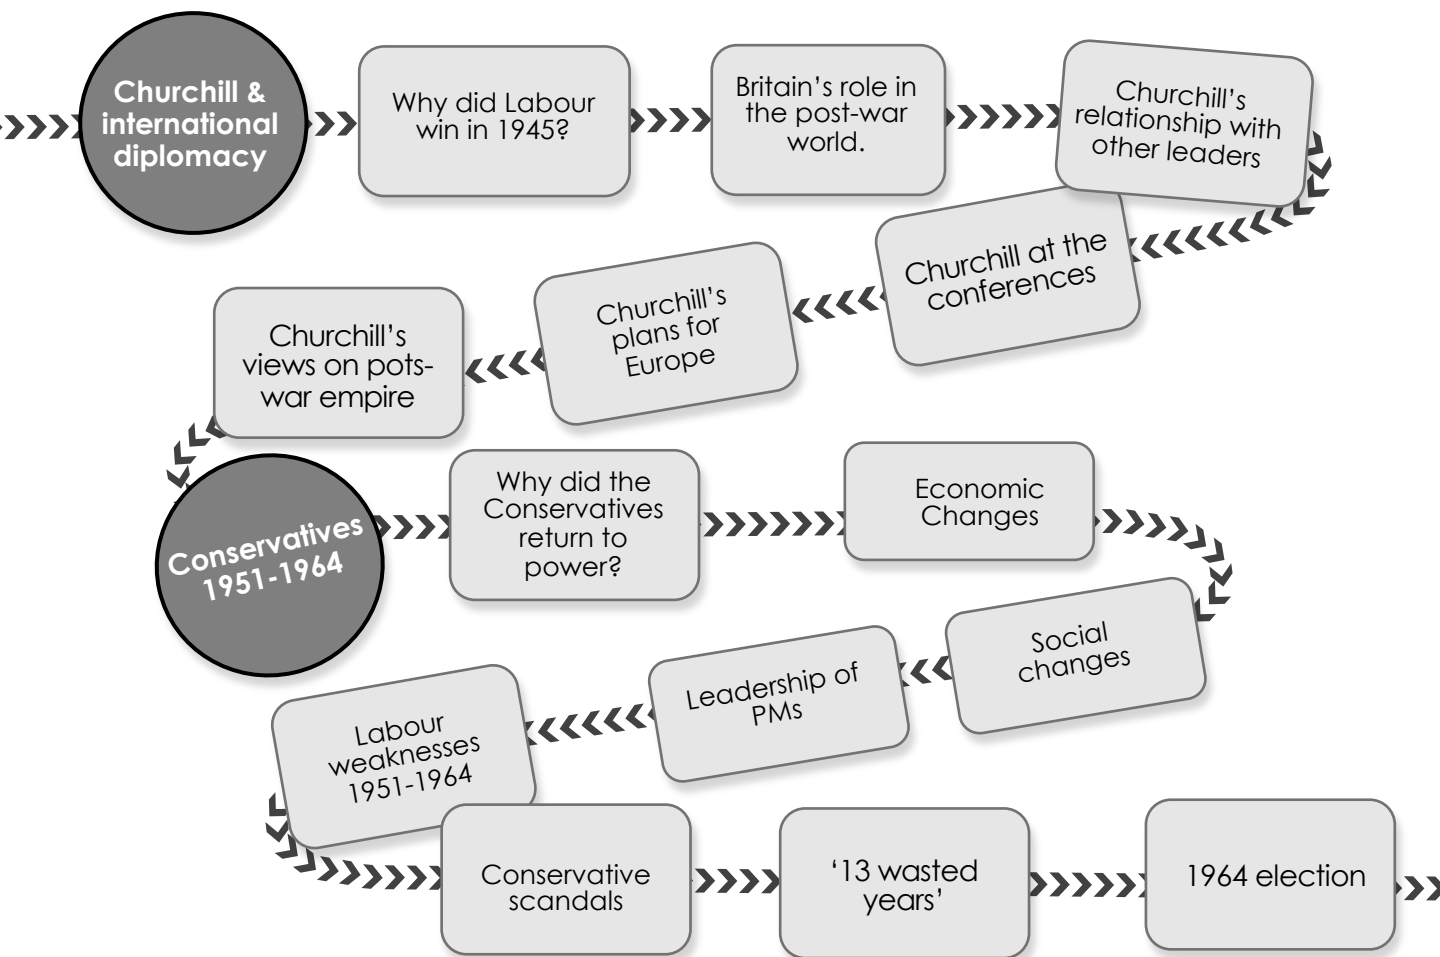 Churchill &
international
diplomacy
Why did Labour
win in 1945?
Britain’s role in
the post-war
world.
Churchill’s
relationship with
other leaders
Churchill at the
conferences
Churchill’s
plans for
Europe
Churchill’s
views on pots-
war empire
Conservatives
1951-1964
Why did the
Conservatives
return to
power?
Economic
Changes
Social
changes
Leadership of
PMs
Labour
weaknesses
1951-1964
Conservative
scandals
‘13 wasted
years’
1964 election